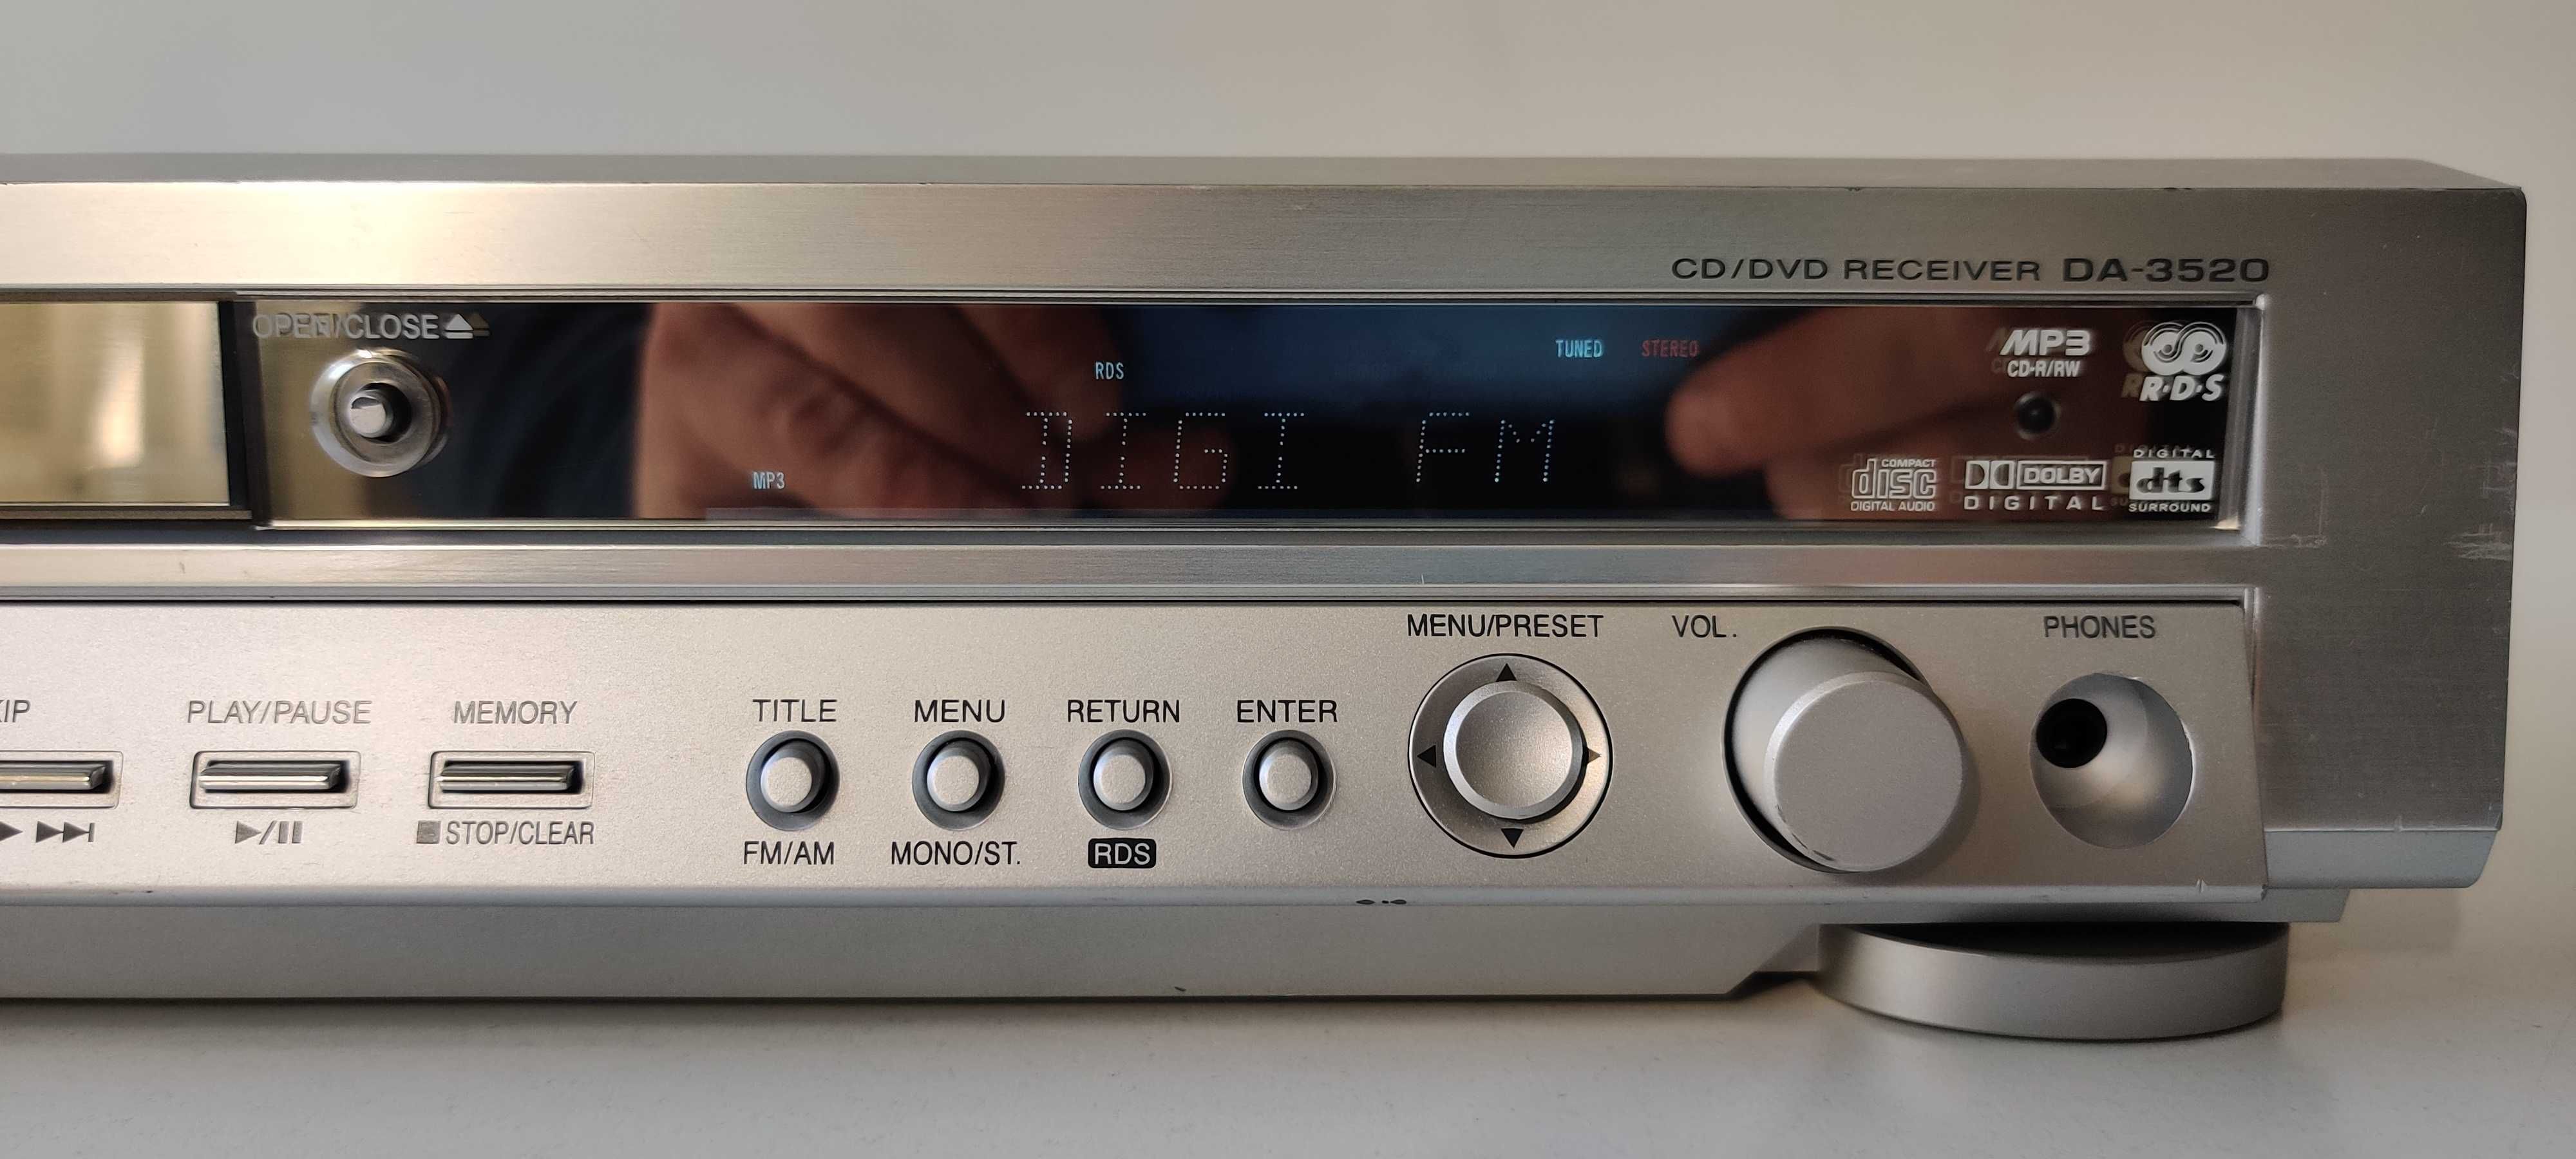 CD/DVD RECEIVER DA-3520
OPEN/CLOSE
TUNED STEREO
RDS
DIGI FM
MP3
MP3
CD-R/RW
R·D·S
COMPACT
disc
DIGITAL AUDIO
DOLBY
DIGITAL
DIGITAL
dts
SURROUND
MENU/PRESET
VOL.
PHONES
PLAY/PAUSE
MEMORY
TITLE
MENU
RETURN
ENTER
STOP/CLEAR
FM/AM
MONO/ST.
RDS